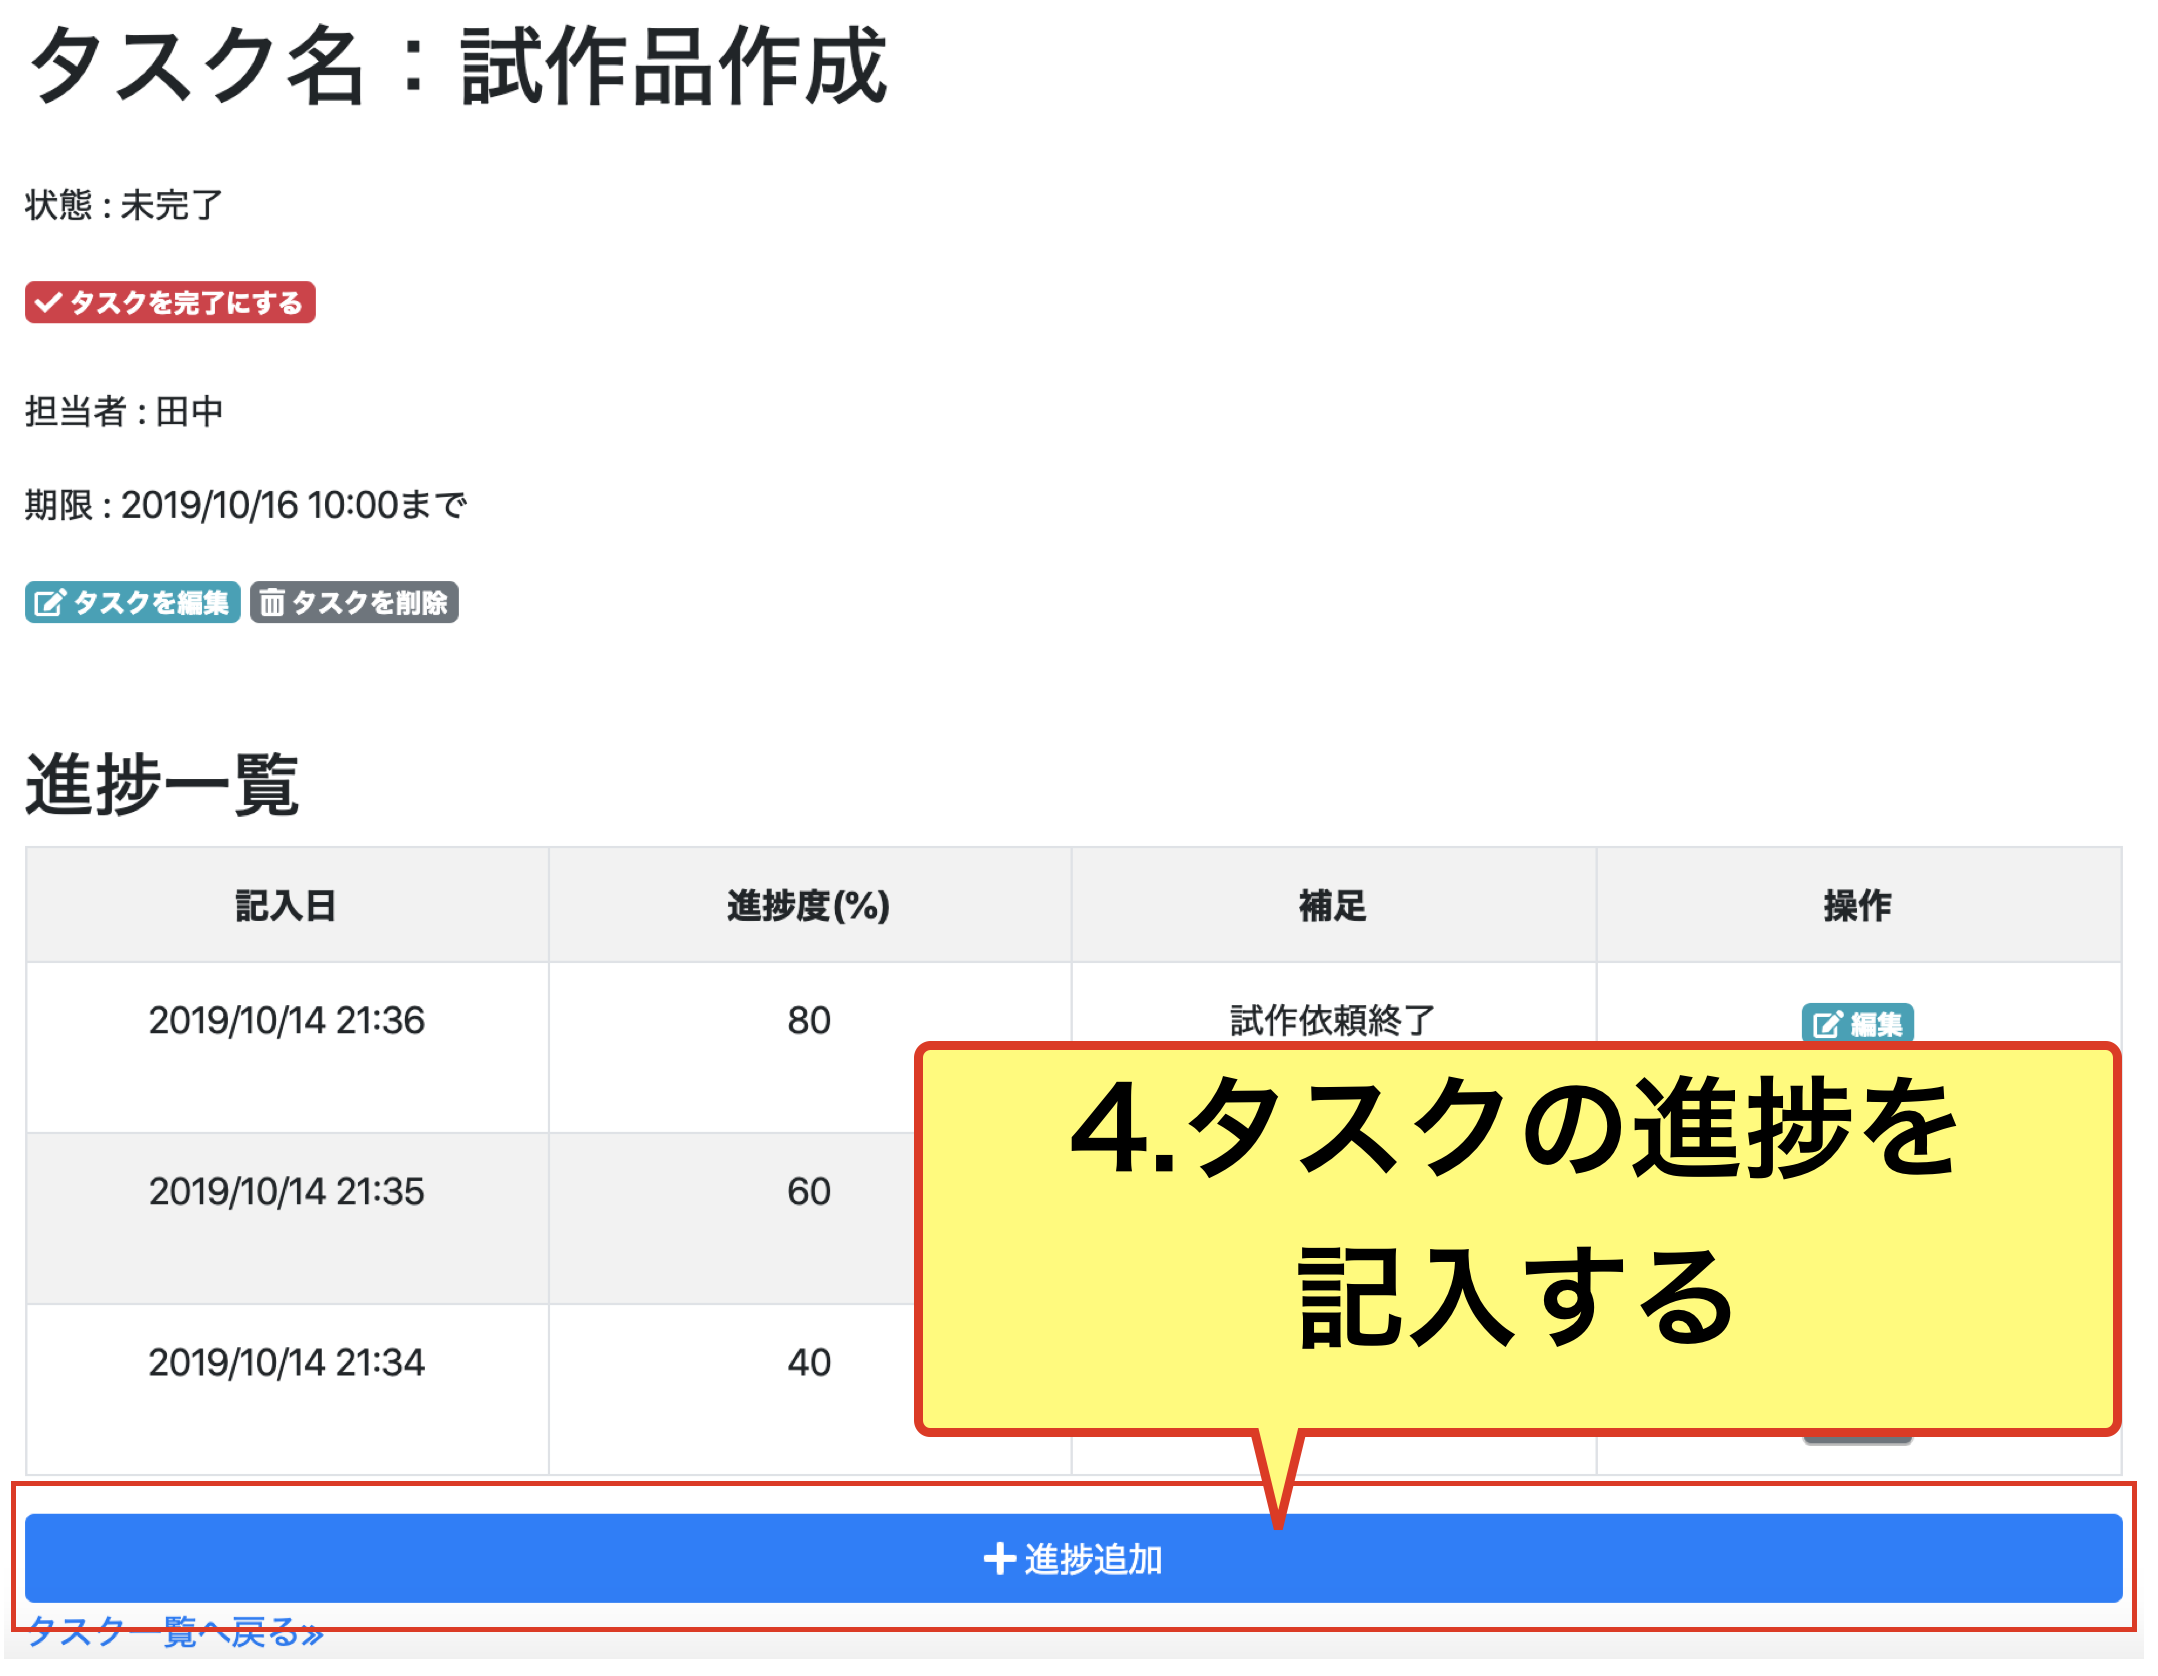 タスク名：試作品作成
状態 : 未完了
タスクを完了にする
担当者 : 田中
期限 : 2019/10/16 10:00まで
タスクを編集 タスクを削除
進捗一覧
記入日 進捗度(%) 補足 操作
2019/10/14 21:36 80 試作依頼終了 編集
2019/10/14 21:35 60
2019/10/14 21:34 40
4.タスクの進捗を
記入する
進捗追加
タスク一覧へ戻る»